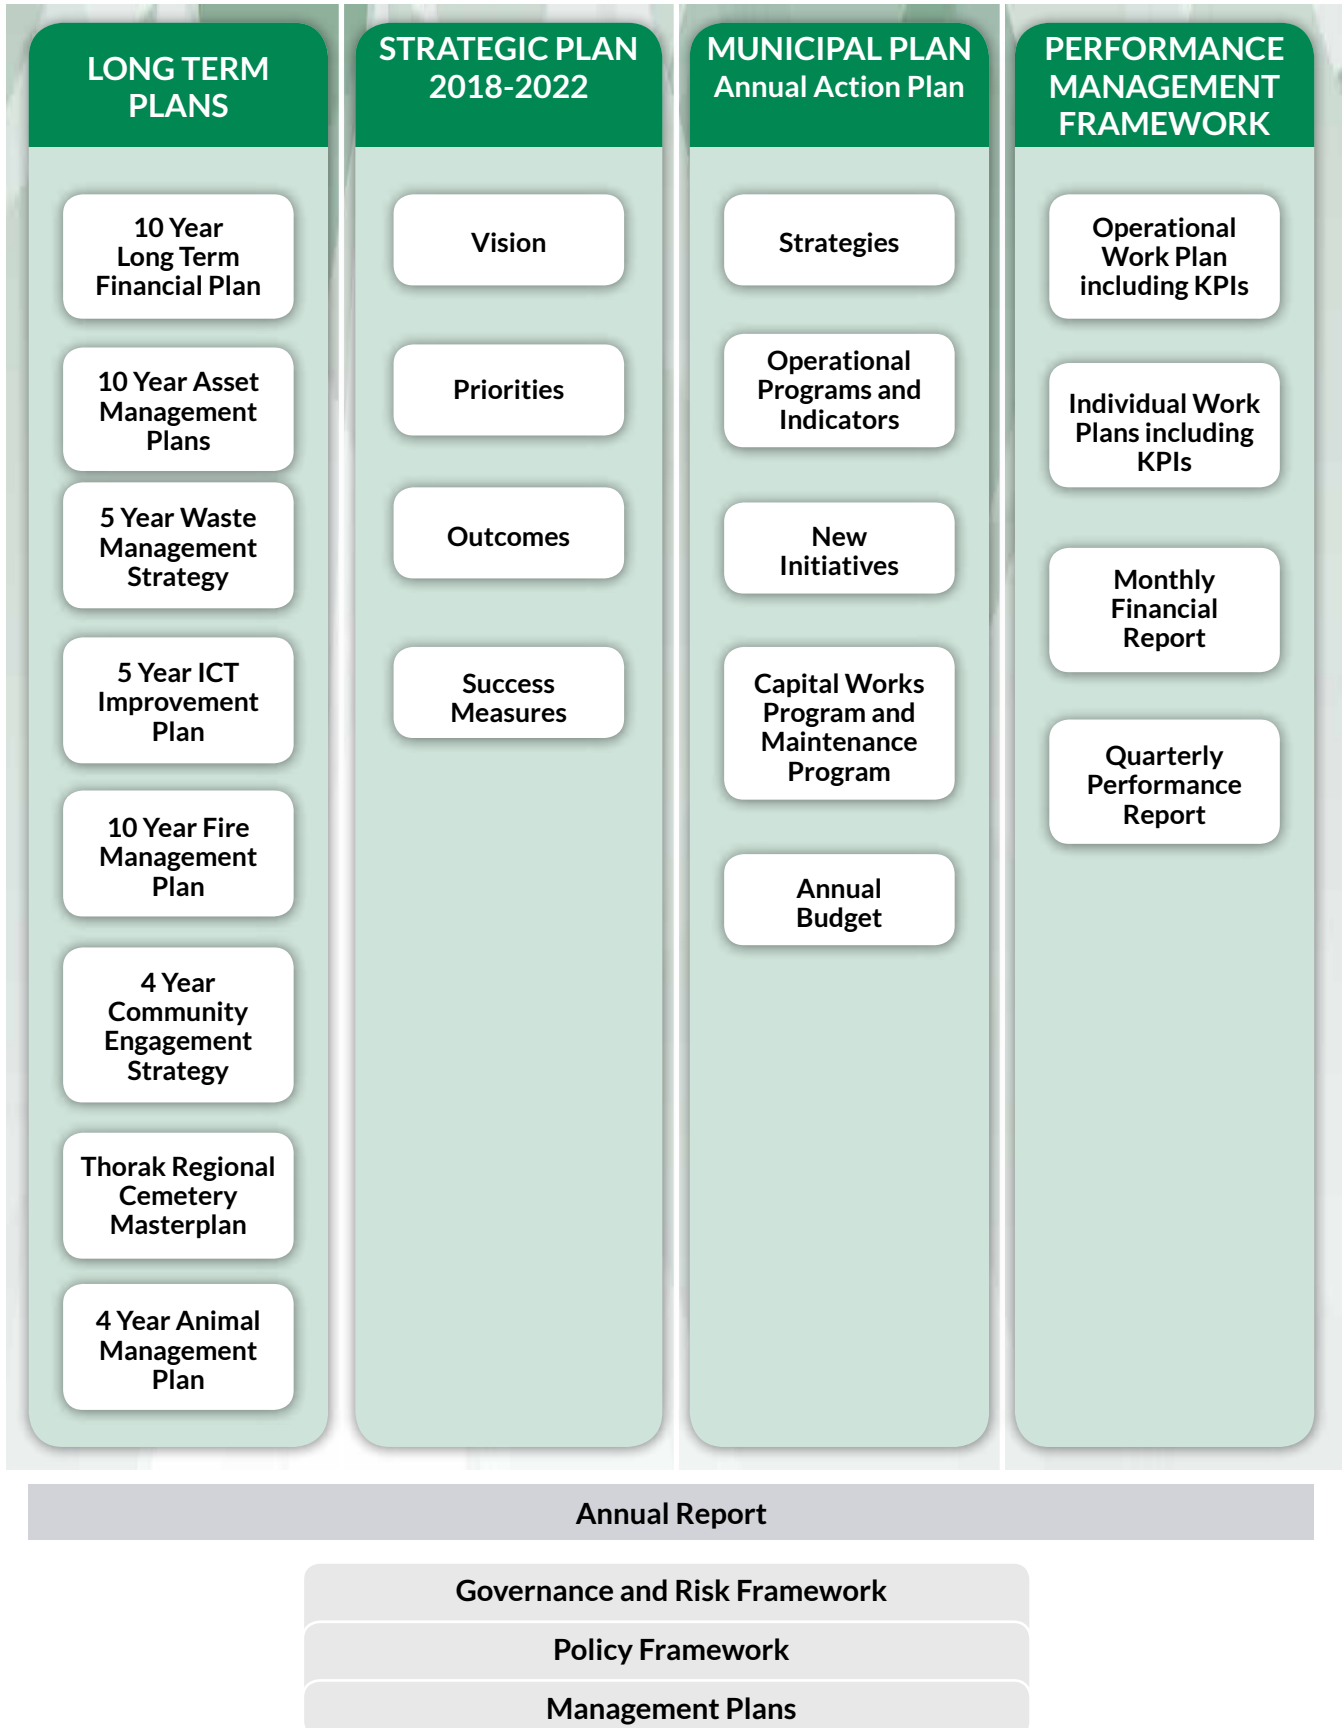 LONG TERM
PLANS
10 Year
Long Term
Financial Plan
10 Year Asset
Management
Plans
5 Year Waste
Management
Strategy
5 Year ICT
Improvement
Plan
10 Year Fire
Management
Plan
4 Year
Community
Engagement
Strategy
Thorak Regional
Cemetery
Masterplan
4 Year Animal
Management
Plan
STRATEGIC PLAN
2018-2022
Vision
Priorities
Outcomes
Success
Measures
MUNICIPAL PLAN
Annual Action Plan
Strategies
Operational
Programs and
Indicators
New
Initiatives
Capital Works
Program and
Maintenance
Program
Annual
Budget
PERFORMANCE
MANAGEMENT
FRAMEWORK
Operational
Work Plan
including KPIs
Individual Work
Plans including
KPIs
Monthly
Financial
Report
Quarterly
Performance
Report
Annual Report
Governance and Risk Framework
Policy Framework
Management Plans